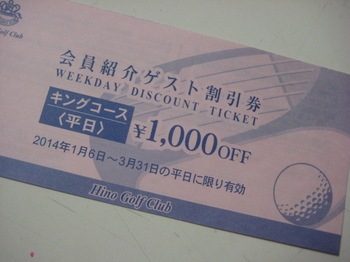 Golf Club
会員紹介ゲスト割引券
WEEKDAY DISCOUNT TICKET
キングコース
〈平日〉
¥1,000OFF
2014年1月6日～3月31日の平日に限り有効
Hino Golf Club